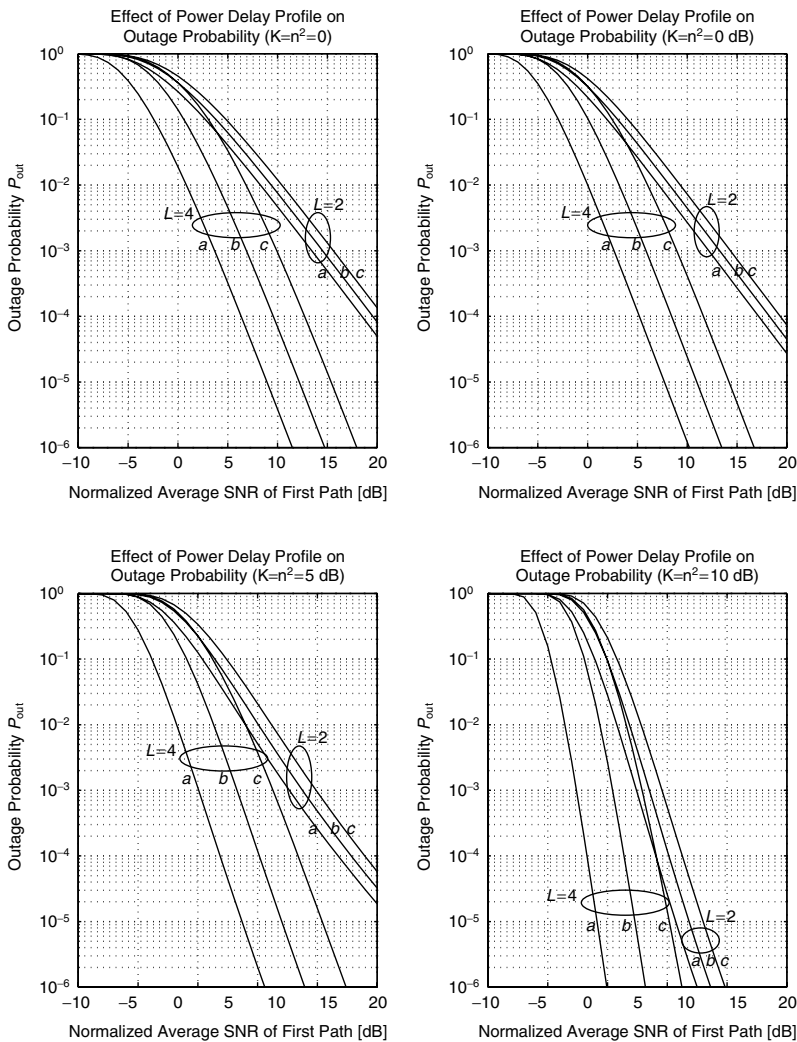 Effect of Power Delay Profile on
Outage Probability (K=n²=0)
Outage Probability Pout
10⁰
10⁻¹
10⁻²
10⁻³
10⁻⁴
10⁻⁵
10⁻⁶
L=4
a b c
L=2
a b c
−10 −5 0 5 10 15 20
Normalized Average SNR of First Path [dB]
Effect of Power Delay Profile on
Outage Probability (K=n²=0 dB)
Outage Probability Pout
10⁰
10⁻¹
10⁻²
10⁻³
10⁻⁴
10⁻⁵
10⁻⁶
L=4
a b c
L=2
a b c
−10 −5 0 5 10 15 20
Normalized Average SNR of First Path [dB]
Effect of Power Delay Profile on
Outage Probability (K=n²=5 dB)
Outage Probability Pout
10⁰
10⁻¹
10⁻²
10⁻³
10⁻⁴
10⁻⁵
10⁻⁶
L=4
a b c
L=2
a b c
−10 −5 0 5 10 15 20
Normalized Average SNR of First Path [dB]
Effect of Power Delay Profile on
Outage Probability (K=n²=10 dB)
Outage Probability Pout
10⁰
10⁻¹
10⁻²
10⁻³
10⁻⁴
10⁻⁵
10⁻⁶
L=4
a b c
L=2
a b c
−10 −5 0 5 10 15 20
Normalized Average SNR of First Path [dB]